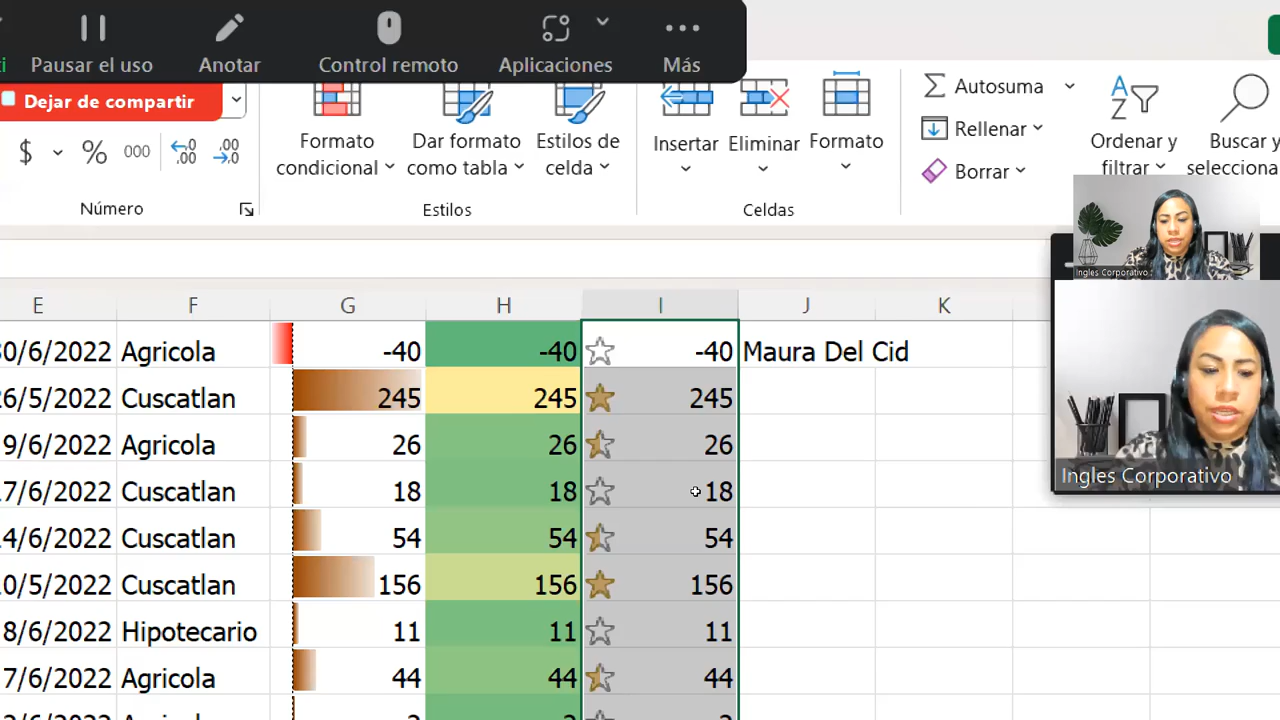 Pausar el uso
Anotar
Control remoto
Aplicaciones
Más
Dejar de compartir
$ % 000
Formato condicional
Dar formato como tabla
Estilos de celda
Insertar
Eliminar
Formato
Autosuma
Rellenar
Borrar
Ordenar y filtrar
Buscar y
Número
Estilos
Celdas
Ingles Corporativo
Ingles Corporativo
E F G H I J K
0/6/2022 Agricola -40 -40 -40 Maura Del Cid
26/5/2022 Cuscatlan 245 245 245
9/6/2022 Agricola 26 26 26
7/6/2022 Cuscatlan 18 18 18
4/6/2022 Cuscatlan 54 54 54
0/5/2022 Cuscatlan 156 156 156
8/6/2022 Hipotecario 11 11 11
7/6/2022 Agricola 44 44 44